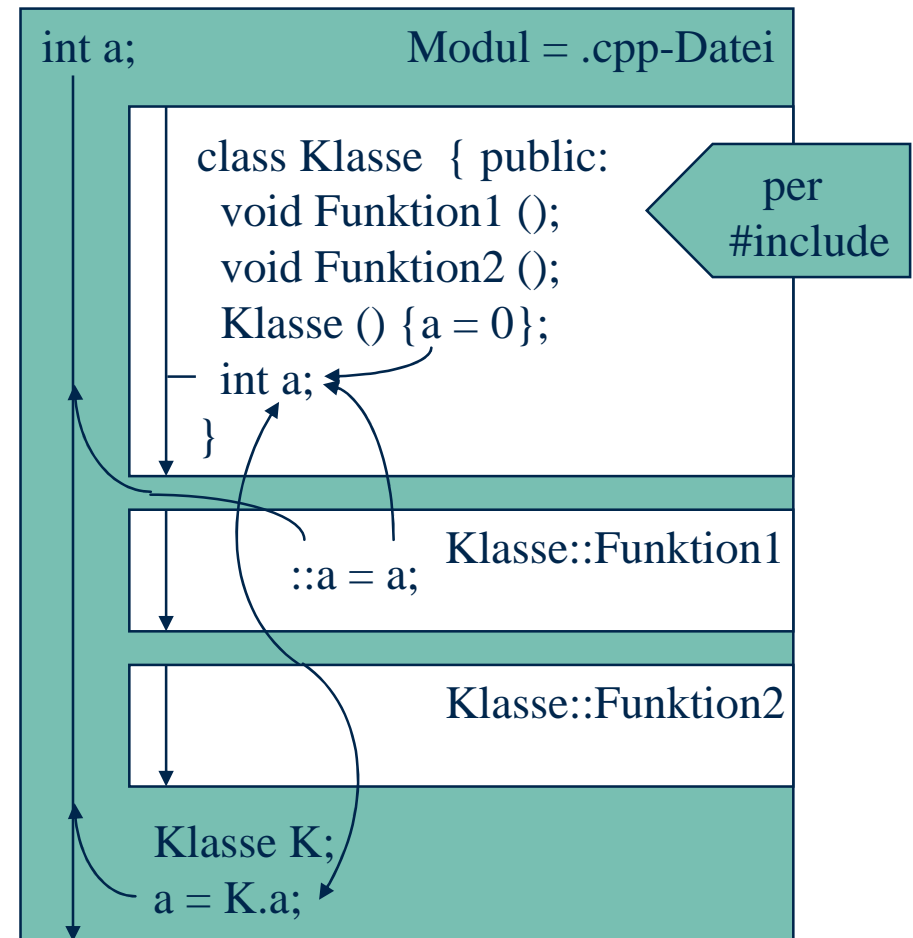 int a;
Modul = .cpp-Datei
class Klasse { public:
void Funktion1 ();
void Funktion2 ();
Klasse () {a = 0};
int a;
}
per
#include
Klasse::Funktion1
::a = a;
Klasse::Funktion2
Klasse K;
a = K.a;